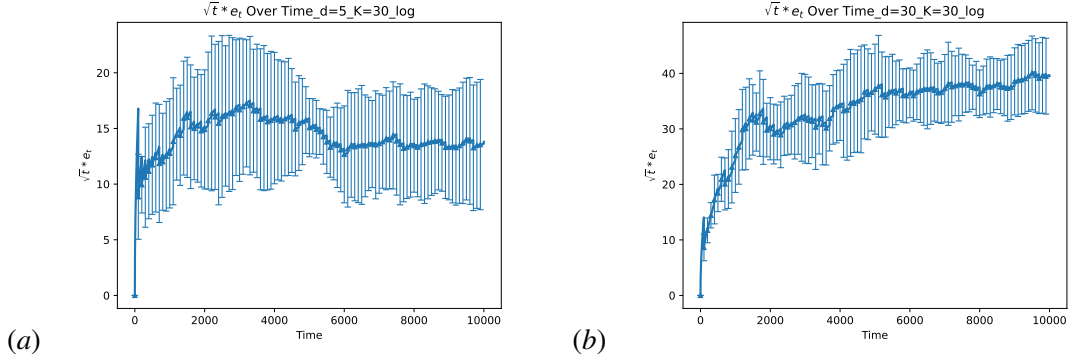 √t * e_t Over Time_d=5_K=30_log
√t * e_t
20
15
10
5
0
0 2000 4000 6000 8000 10000
Time
(a)
√t * e_t Over Time_d=30_K=30_log
√t * e_t
40
30
20
10
0
0 2000 4000 6000 8000 10000
Time
(b)